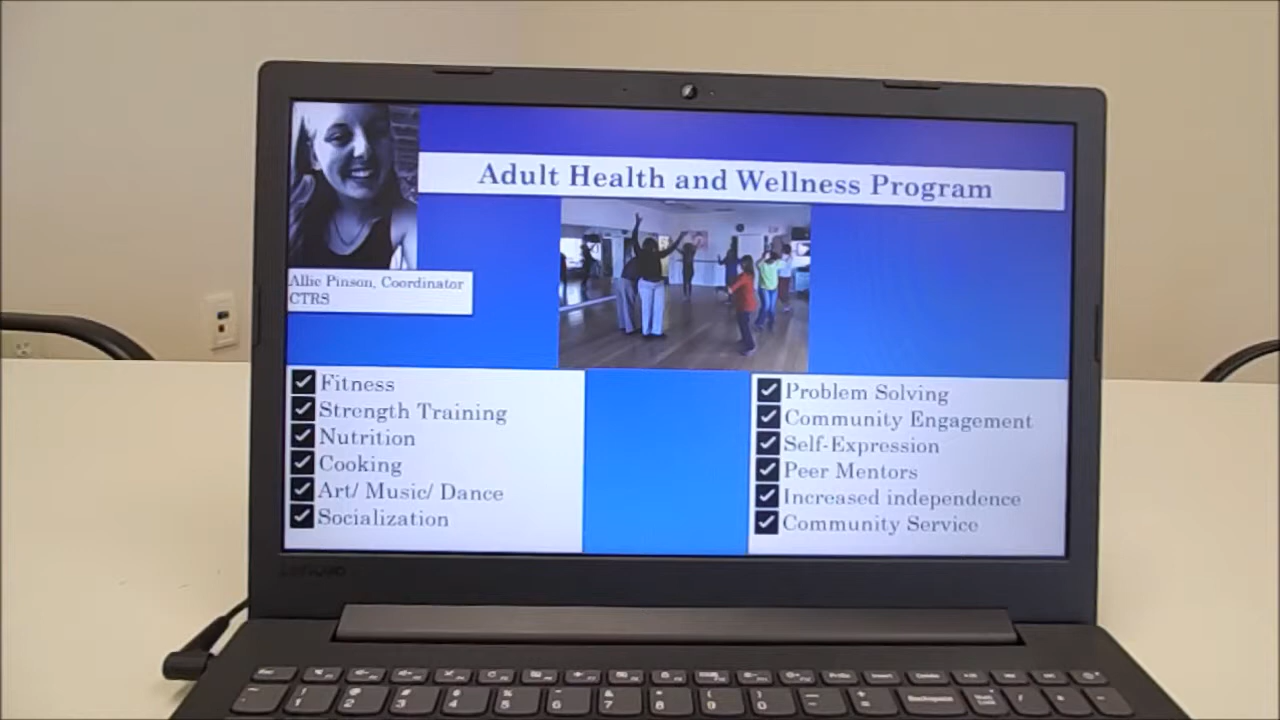 Adult Health and Wellness Program
Allie Pinson, Coordinator
CTRS
Fitness
Strength Training
Nutrition
Cooking
Art/ Music/ Dance
Socialization
Problem Solving
Community Engagement
Self-Expression
Peer Mentors
Increased independence
Community Service
Lenovo